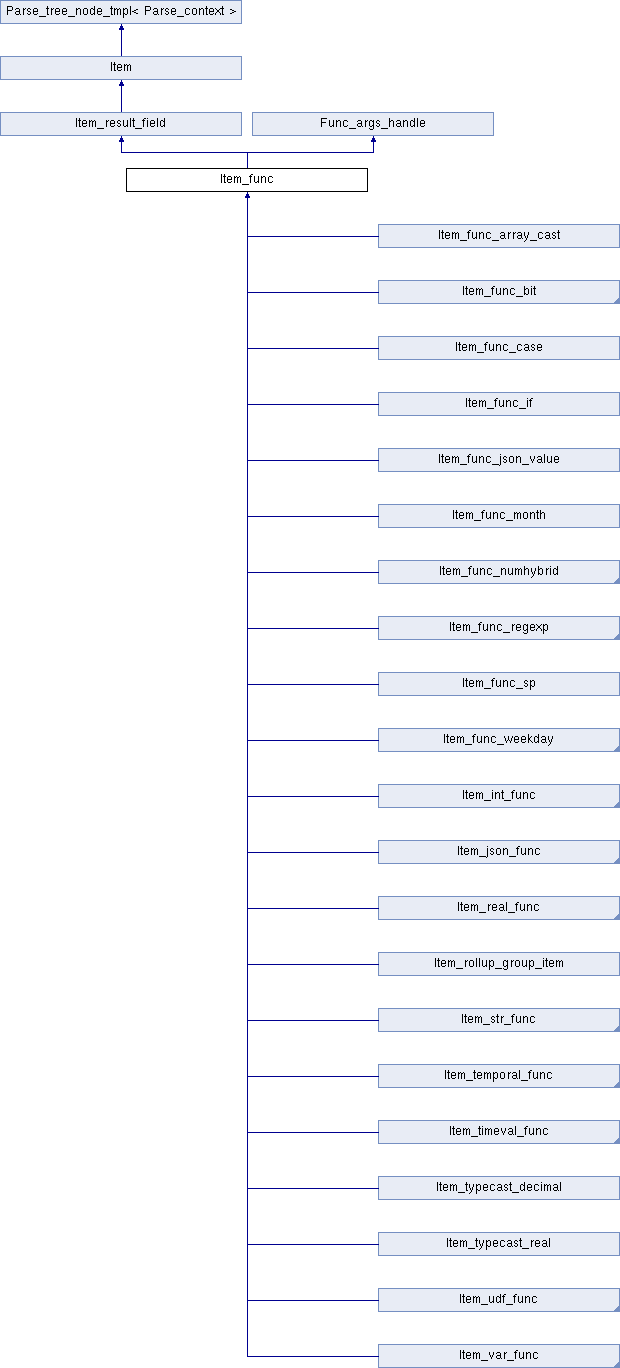 Parse_tree_node_tmpl< Parse_context >
Item
Item_result_field
Func_args_handle
Item_func
Item_func_array_cast
Item_func_bit
Item_func_case
Item_func_if
Item_func_json_value
Item_func_month
Item_func_numhybrid
Item_func_regexp
Item_func_sp
Item_func_weekday
Item_int_func
Item_json_func
Item_real_func
Item_rollup_group_item
Item_str_func
Item_temporal_func
Item_timeval_func
Item_typecast_decimal
Item_typecast_real
Item_udf_func
Item_var_func